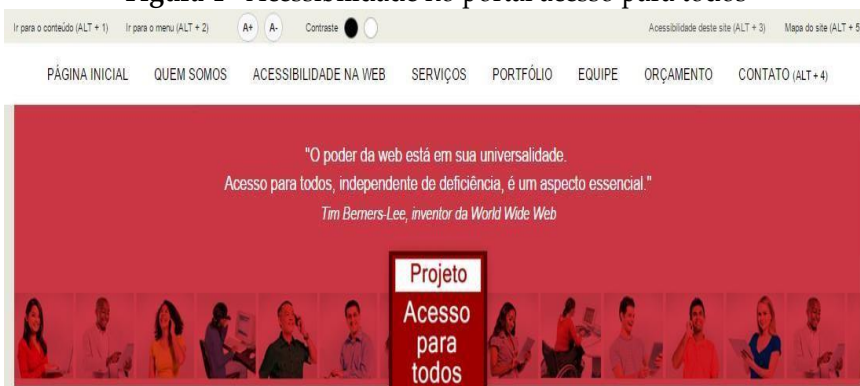 Figura 1 - Acessibilidade no portal acesso para todos
Ir para o conteúdo (ALT + 1) Ir para o menu (ALT + 2) A+ A- Contraste Acessibilidade deste site (ALT + 3) Mapa do site (ALT + 5
PÁGINA INICIAL QUEM SOMOS ACESSIBILIDADE NA WEB SERVIÇOS PORTFÓLIO EQUIPE ORÇAMENTO CONTATO (ALT + 4)
"O poder da web está em sua universalidade.
Acesso para todos, independente de deficiência, é um aspecto essencial."
Tim Berners-Lee, inventor da World Wide Web
Projeto
Acesso
para
todos